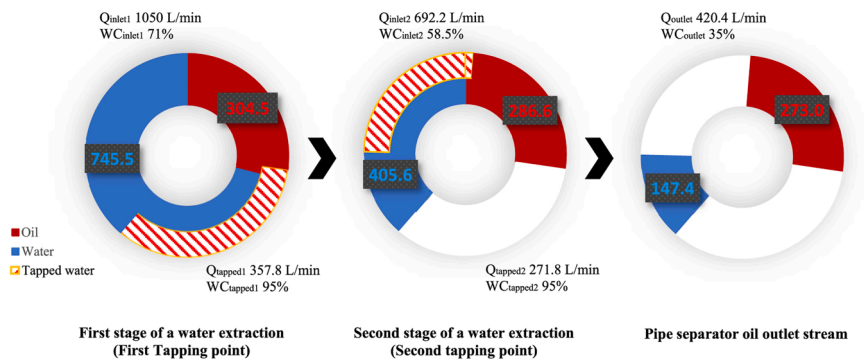 Qinlet1 1050 L/min
WCinlet1 71%
Qinlet2 692.2 L/min
WCinlet2 58.5%
Qoutlet 420.4 L/min
WCoutlet 35%
304.5
745.5
286.6
405.6
273.0
147.4
Oil
Water
Tapped water
Qtapped1 357.8 L/min
WCtapped1 95%
Qtapped2 271.8 L/min
WCtapped2 95%
First stage of a water extraction
(First Tapping point)
Second stage of a water extraction
(Second tapping point)
Pipe separator oil outlet stream